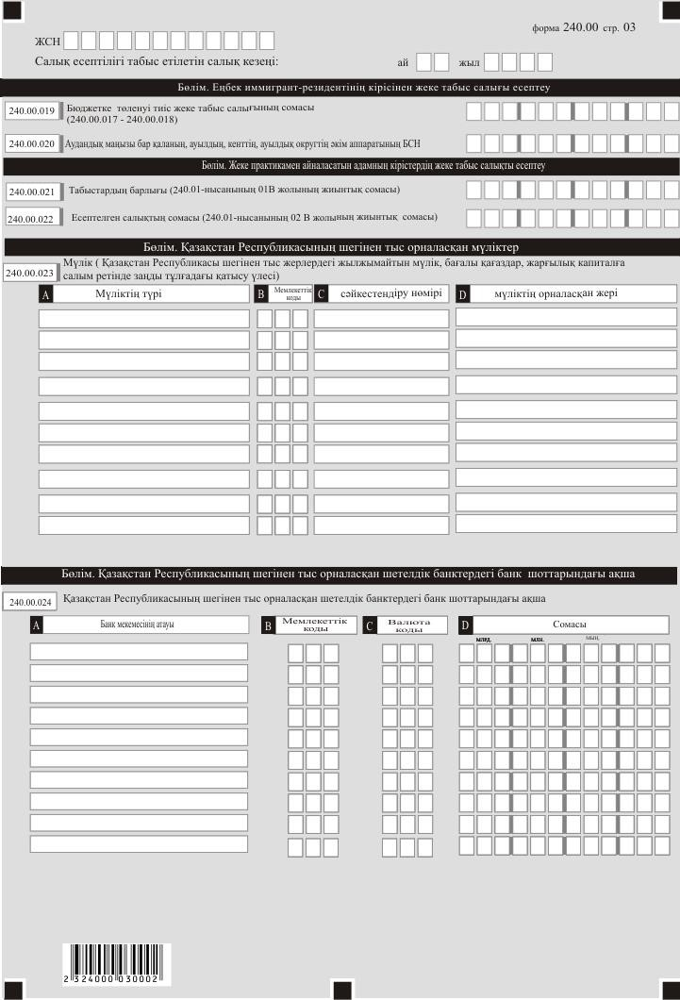 форма 240.00 стр. 03
ЖСН
Салық есептілігі табыс етілетін салық кезеңі: ай жыл
Бөлім. Еңбек иммигрант-резидентінің кірісінен жеке табыс салығы есептеу
240.00.019 Бюджетке төленуі тиіс жеке табыс салығының сомасы
(240.00.017 - 240.00.018)
240.00.020 Аудандық маңызы бар қаланың, ауылдың, кенттің, ауылдық округтің әкім аппаратының БСН
Бөлім. Жеке практикамен айналасатын адамның кірістердің жеке табыс салықты есептеу
240.00.021 Табыстардың барлығы (240.01-нысанының 01В жолының жиынтық сомасы)
240.00.022 Есептелген салықтың сомасы (240.01-нысанының 02 В жолының жиынтық сомасы)
Бөлім. Қазақстан Республикасының шегінен тыс орналасқан мүліктер
240.00.023 Мүлік ( Қазақстан Республикасы шегінен тыс жерлердегі жылжымайтын мүлік, бағалы қағаздар, жарғылық капиталға
салым ретінде заңды тұлғадағы қатысу үлесі)
A Мүліктің түрі B Мемлекеттік коды C сәйкестендіру нөмірі D мүліктің орналасқан жері
Бөлім. Қазақстан Республикасының шегінен тыс орналасқан шетелдік банктердегі банк шоттарындағы ақша
240.00.024 Қазақстан Республикасының шегінен тыс орналасқан шетелдік банктердегі банк шоттарындағы ақша
A Банк мекемесінің атауы B Мемлекеттік коды C Валюта коды D Сомасы
млрд. млн. мың.
2 324000 030002